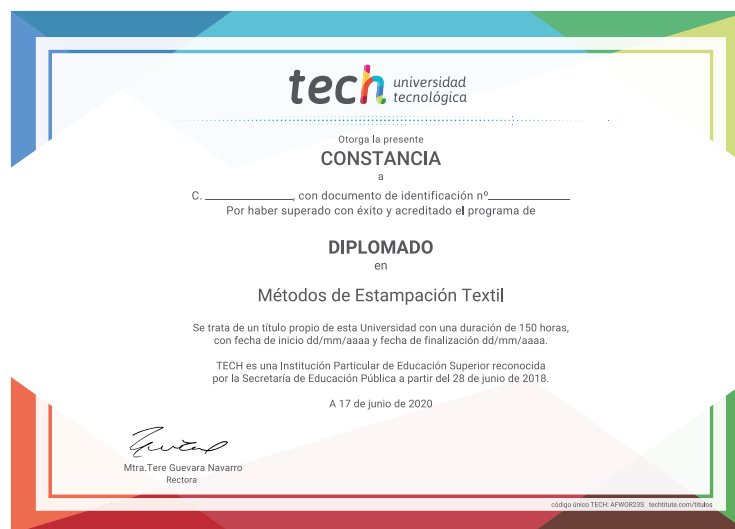 tech universidad
tecnológica
Otorga la presente
CONSTANCIA
a
C. ______________, con documento de identificación nº_____________
Por haber superado con éxito y acreditado el programa de
DIPLOMADO
en
Métodos de Estampación Textil
Se trata de un título propio de esta Universidad con una duración de 150 horas,
con fecha de inicio dd/mm/aaaa y fecha de finalización dd/mm/aaaa.
TECH es una Institución Particular de Educación Superior reconocida
por la Secretaría de Educación Pública a partir del 28 de junio de 2018.
A 17 de junio de 2020
Mtra.Tere Guevara Navarro
Rectora
código único TECH: AFWOR23S techtitute.com/titulos